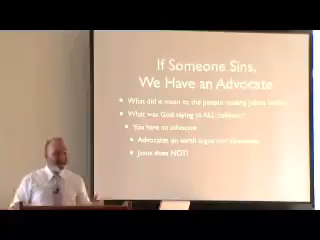 If Someone Sins,
We Have an Advocate
What did it mean to the people reading
What was God saying to ALL believers?
You have an advocate
Advocates on earth argue
Jesus does NOT!